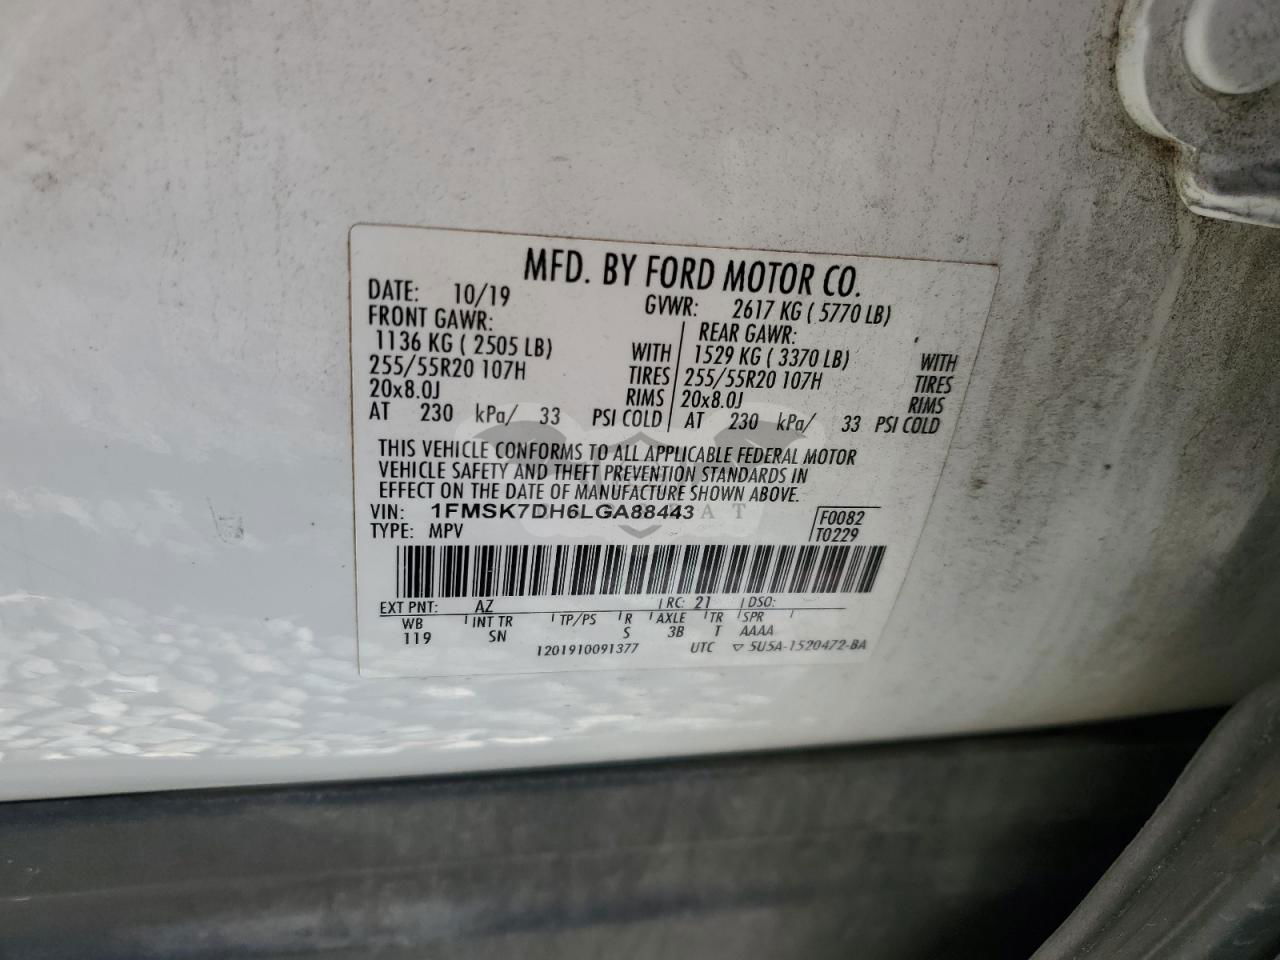 MFD. BY FORD MOTOR CO.
DATE: 10/19 GVWR: 2617 KG ( 5770 LB)
FRONT GAWR: REAR GAWR:
1136 KG ( 2505 LB) WITH 1529 KG ( 3370 LB) WITH
255/55R20 107H TIRES 255/55R20 107H TIRES
20x8.0J RIMS 20x8.0J RIMS
AT 230 kPa/ 33 PSI COLD AT 230 kPa/ 33 PSI COLD
THIS VEHICLE CONFORMS TO ALL APPLICABLE FEDERAL MOTOR
VEHICLE SAFETY AND THEFT PREVENTION STANDARDS IN
EFFECT ON THE DATE OF MANUFACTURE SHOWN ABOVE.
VIN: 1FMSK7DH6LGA88443 F0082
TYPE: MPV T0229
EXT PNT: AZ RC: 21 DSO:
WB INT TR TP/PS R AXLE TR SPR
119 SN S 3B T AAAA
1201910091377 UTC ▽ 5U5A-1520472-BA